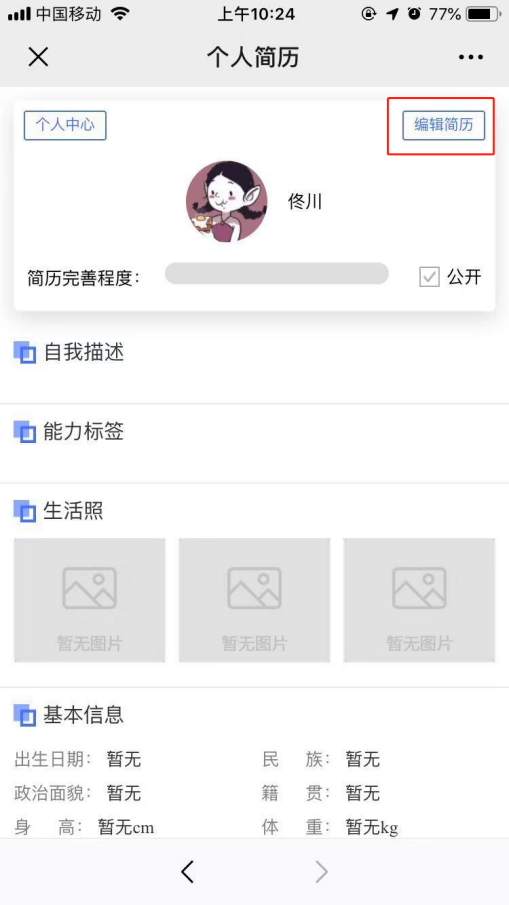 中国移动 上午10:24 77%
个人简历
个人中心 编辑简历
佟川
简历完善程度： 公开
自我描述
能力标签
生活照
暂无图片 暂无图片 暂无图片
基本信息
出生日期： 暂无 民 族： 暂无
政治面貌： 暂无 籍 贯： 暂无
身 高： 暂无cm 体 重： 暂无kg